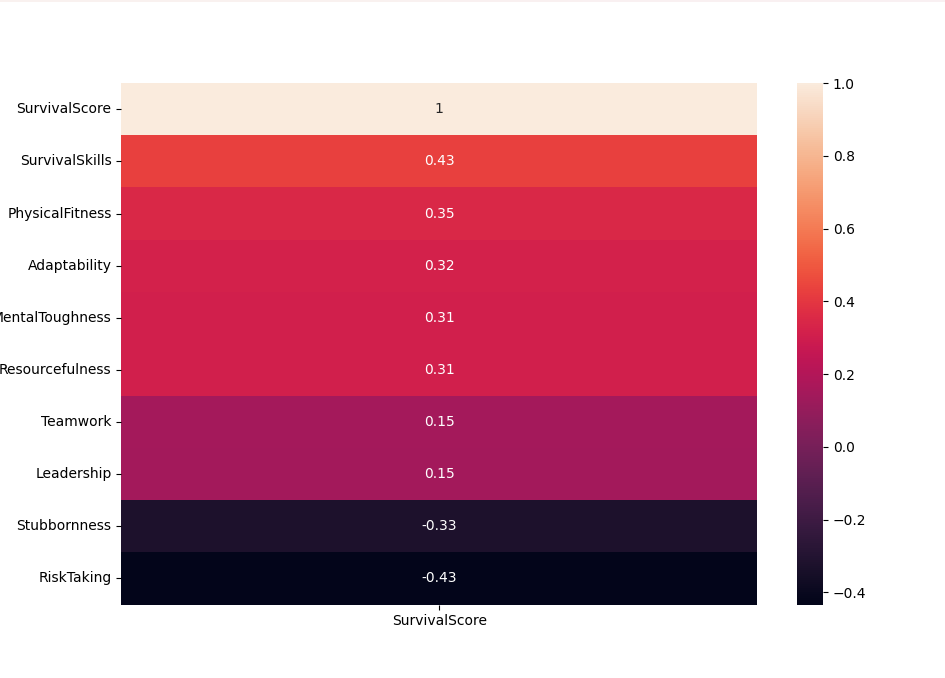 SurvivalScore
1
SurvivalSkills
0.43
PhysicalFitness
0.35
Adaptability
0.32
MentalToughness
0.31
Resourcefulness
0.31
Teamwork
0.15
Leadership
0.15
Stubbornness
-0.33
RiskTaking
-0.43
SurvivalScore
1.0
0.8
0.6
0.4
0.2
0.0
−0.2
−0.4